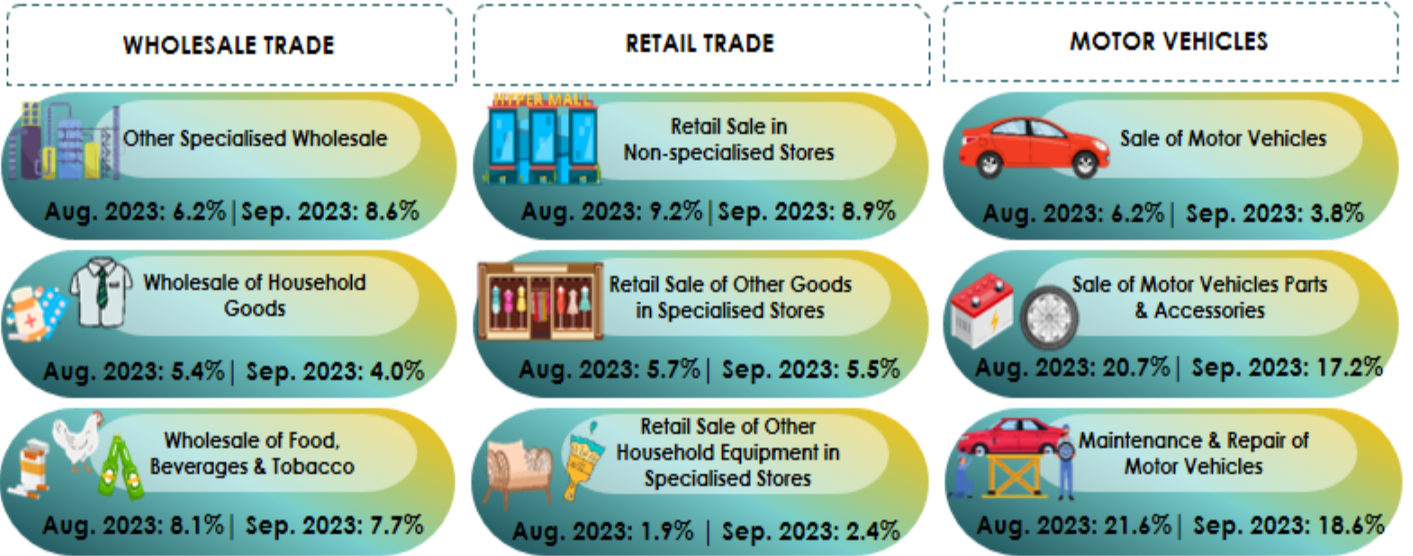 WHOLESALE TRADE
Other Specialised Wholesale
Aug. 2023: 6.2%|Sep. 2023: 8.6%
Wholesale of Household
Goods
Aug. 2023: 5.4%| Sep. 2023: 4.0%
Wholesale of Food,
Beverages & Tobacco
Aug. 2023: 8.1%| Sep. 2023: 7.7%
RETAIL TRADE
HYPER MALL
Retail Sale in
Non-specialised Stores
Aug. 2023: 9.2%|Sep. 2023: 8.9%
Retail Sale of Other Goods
in Specialised Stores
Aug. 2023: 5.7%| Sep. 2023: 5.5%
Retail Sale of Other
Household Equipment in
Specialised Stores
Aug. 2023: 1.9% | Sep. 2023: 2.4%
MOTOR VEHICLES
Sale of Motor Vehicles
Aug. 2023: 6.2%| Sep. 2023: 3.8%
Sale of Motor Vehicles Parts
& Accessories
Aug. 2023: 20.7%| Sep. 2023: 17.2%
Maintenance & Repair of
Motor Vehicles
Aug. 2023: 21.6%| Sep. 2023: 18.6%